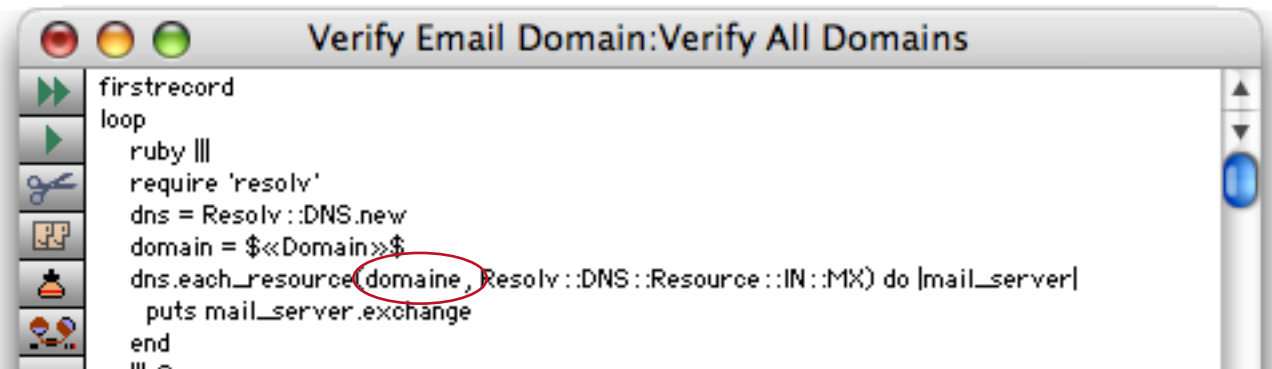 Verify Email Domain:Verify All Domains
firstrecord
loop
ruby |||
require 'resolv'
dns = Resolv::DNS.new
domain = $«Domain»$
dns.each_resource(domaine, Resolv::DNS::Resource::IN::MX) do |mail_server|
puts mail_server.exchange
end